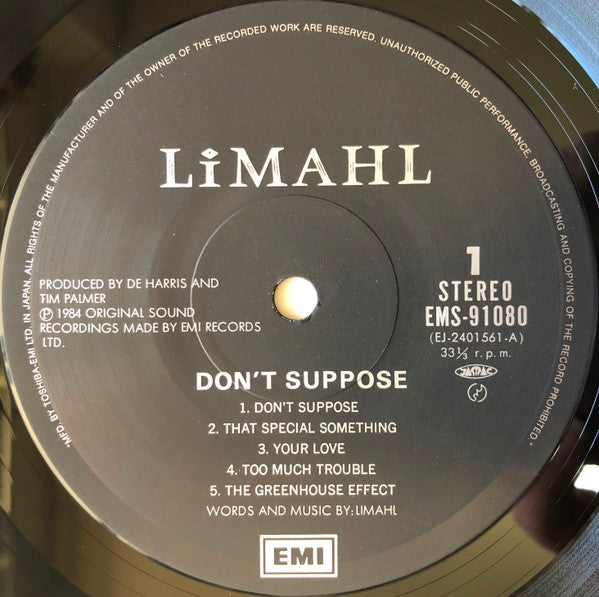 "MFD. BY TOSHIBA-EMI LTD. IN JAPAN, ALL RIGHTS OF THE MANUFACTURER AND OF THE OWNER OF THE RECORDED WORK ARE RESERVED. UNAUTHORIZED PUBLIC PERFORMANCE, BROADCASTING AND COPYING OF THE RECORD PROHIBITED."
LiMAHL
PRODUCED BY DE HARRIS AND
TIM PALMER
℗ 1984 ORIGINAL SOUND
RECORDINGS MADE BY EMI RECORDS
LTD.
1
STEREO
EMS-91080
(EJ-2401561-A)
33⅓ r.p.m.
JASRAC
DON'T SUPPOSE
1. DON'T SUPPOSE
2. THAT SPECIAL SOMETHING
3. YOUR LOVE
4. TOO MUCH TROUBLE
5. THE GREENHOUSE EFFECT
WORDS AND MUSIC BY: LIMAHL
EMI